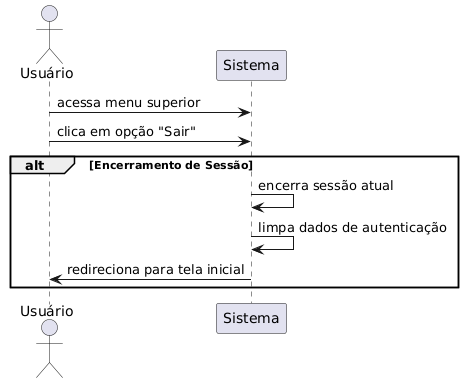 Usuário
Sistema
acessa menu superior
clica em opção "Sair"
alt [Encerramento de Sessão]
encerra sessão atual
limpa dados de autenticação
redireciona para tela inicial
Usuário
Sistema